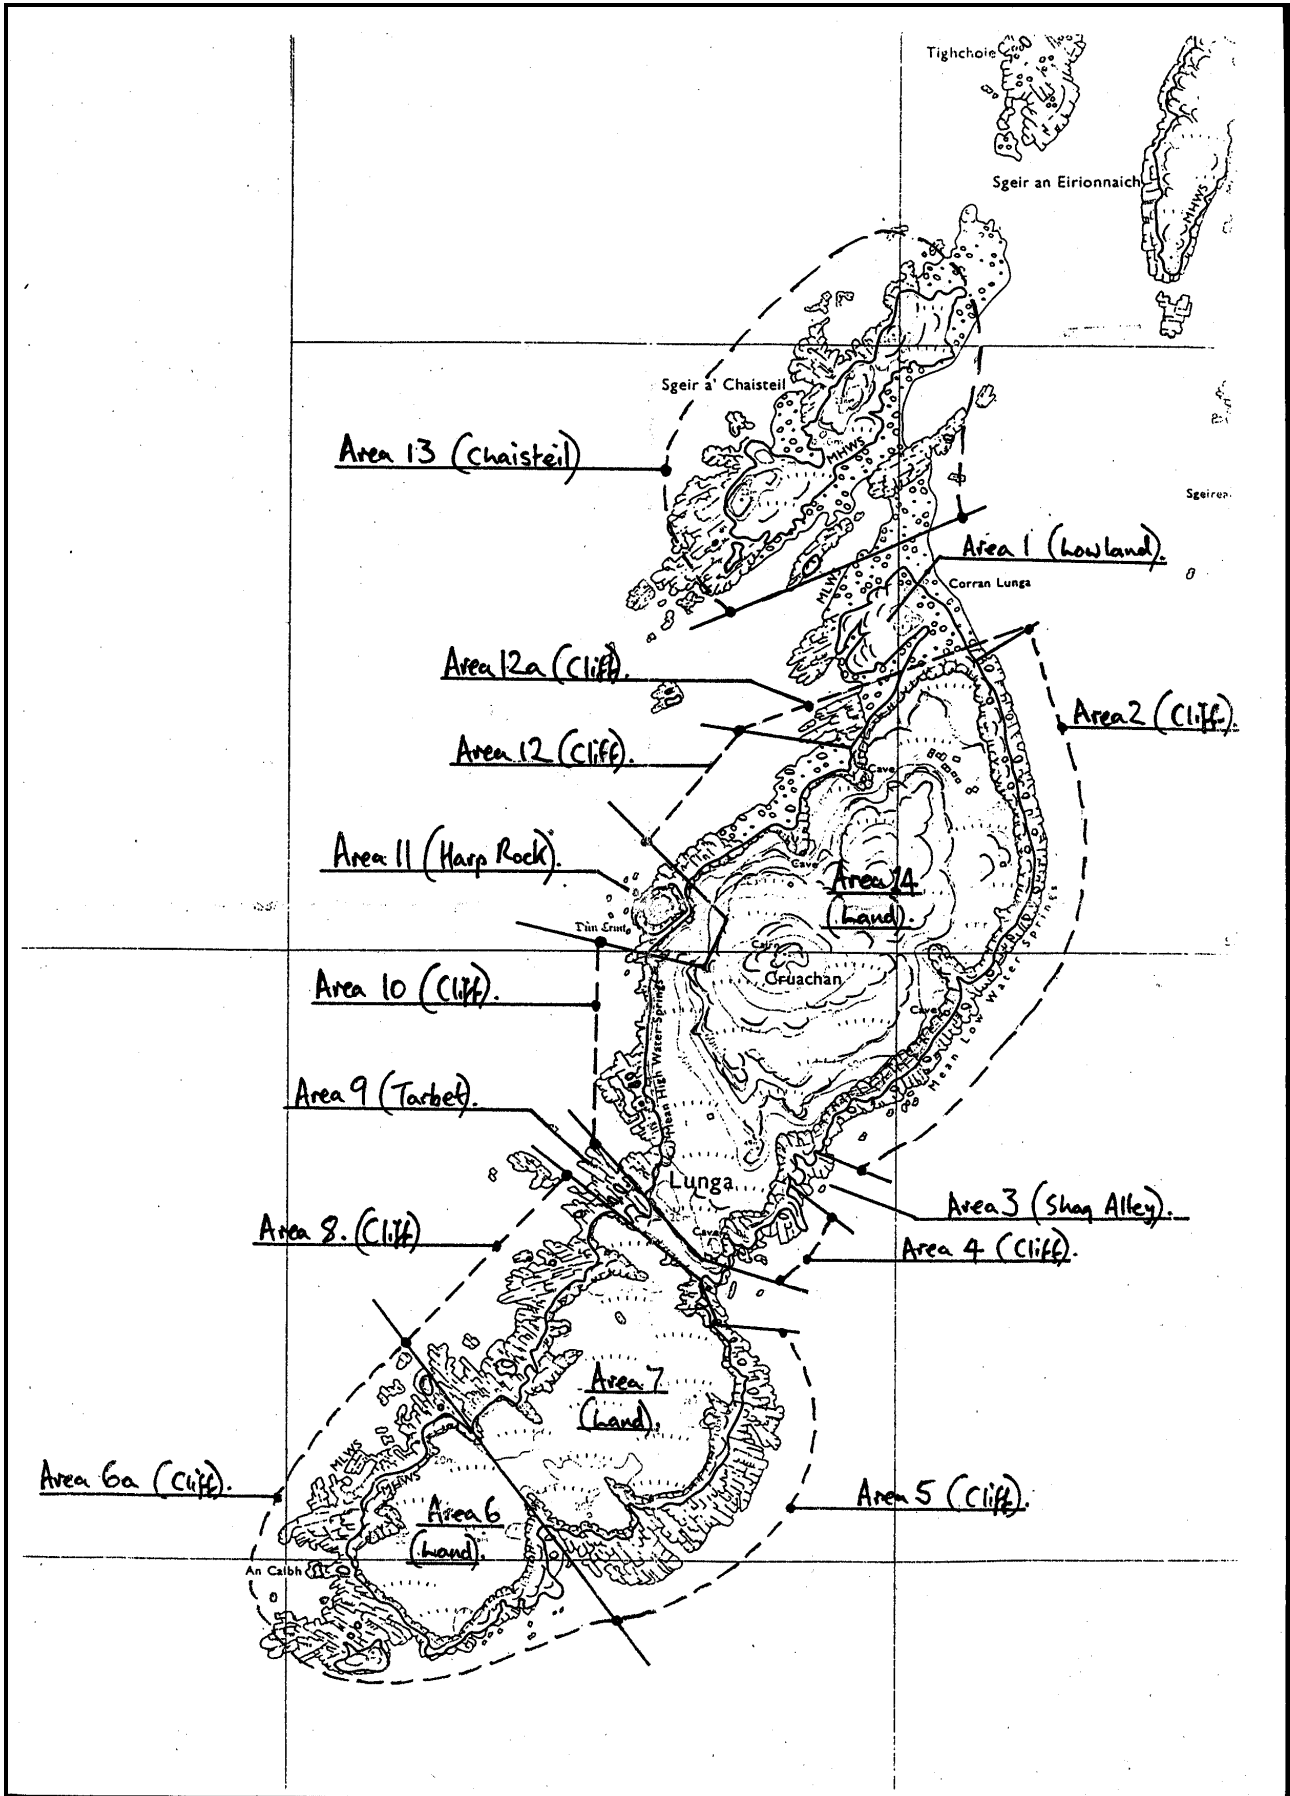 Tighchoie
Sgeir an Eirionnaich
MHWS
Sgeir a' Chaisteil
Area 13 (Chaisteil)
MHWS
Sgeiren
Area 1 (Lowland).
Corran Lunga
MLWS
Area 12a (Cliff).
Area 2 (Cliff).
Area 12 (Cliff).
Cave
Area 11 (Harp Rock).
Cave
Area 14
(Land).
Cairn
Cruachan
Area 10 (Cliff).
Cave
Mean High Water Springs
Mean Low Water Springs
Area 9 (Tarbet).
Lunga
Area 3 (Shag Alley).
Area 8. (Cliff)
Cave
Area 4 (Cliff).
Area 7
(Land).
MLWS
MHWS
20m
Area 6a (Cliff).
Area 6
(Land).
Area 5 (Cliff).
An Calbh